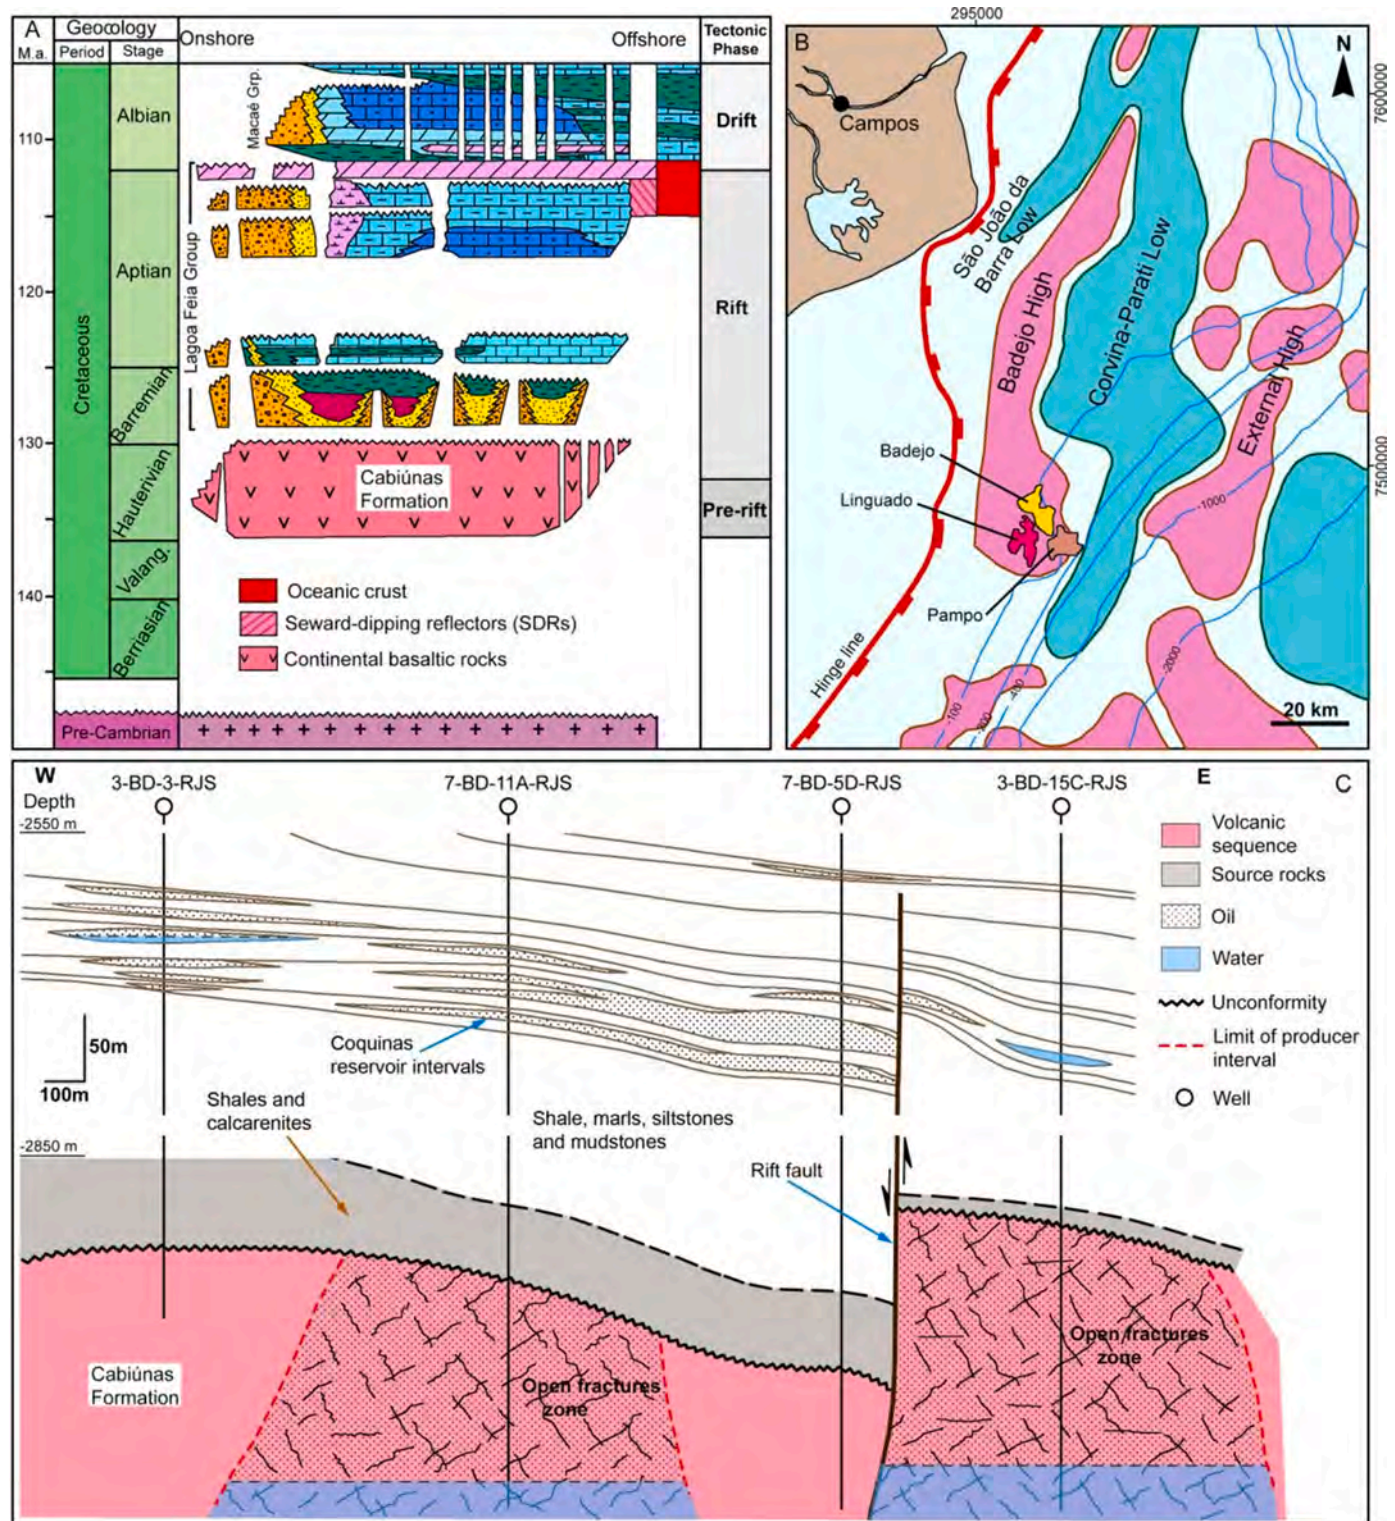 A
Geocology
M.a.
Period
Stage
Onshore
Offshore
Tectonic
Phase
Albian
Macaé Grp.
Drift
110
Lagoa Feia Group
Aptian
120
Rift
Cretaceous
Barremian
130
Hauterivian
Cabiúnas
Formation
Pre-rift
Valang.
140
Berriasian
Oceanic crust
Seward-dipping reflectors (SDRs)
Continental basaltic rocks
Pre-Cambrian
295000
B
N
7600000
Campos
São João da
Barra Low
Badejo High
Corvina-Parati Low
External High
7500000
Badejo
Linguado
Pampo
Hinge line
-1000
-2000
-100
-200
-400
20 km
W
E
C
3-BD-3-RJS
7-BD-11A-RJS
7-BD-5D-RJS
3-BD-15C-RJS
Depth
-2550 m
Volcanic
sequence
Source rocks
Oil
Water
Unconformity
Limit of producer
interval
Well
50m
100m
Coquinas
reservoir intervals
Shales and
calcarenites
Shale, marls, siltstones
and mudstones
-2850 m
Rift fault
Open fractures
zone
Cabiúnas
Formation
Open fractures
zone